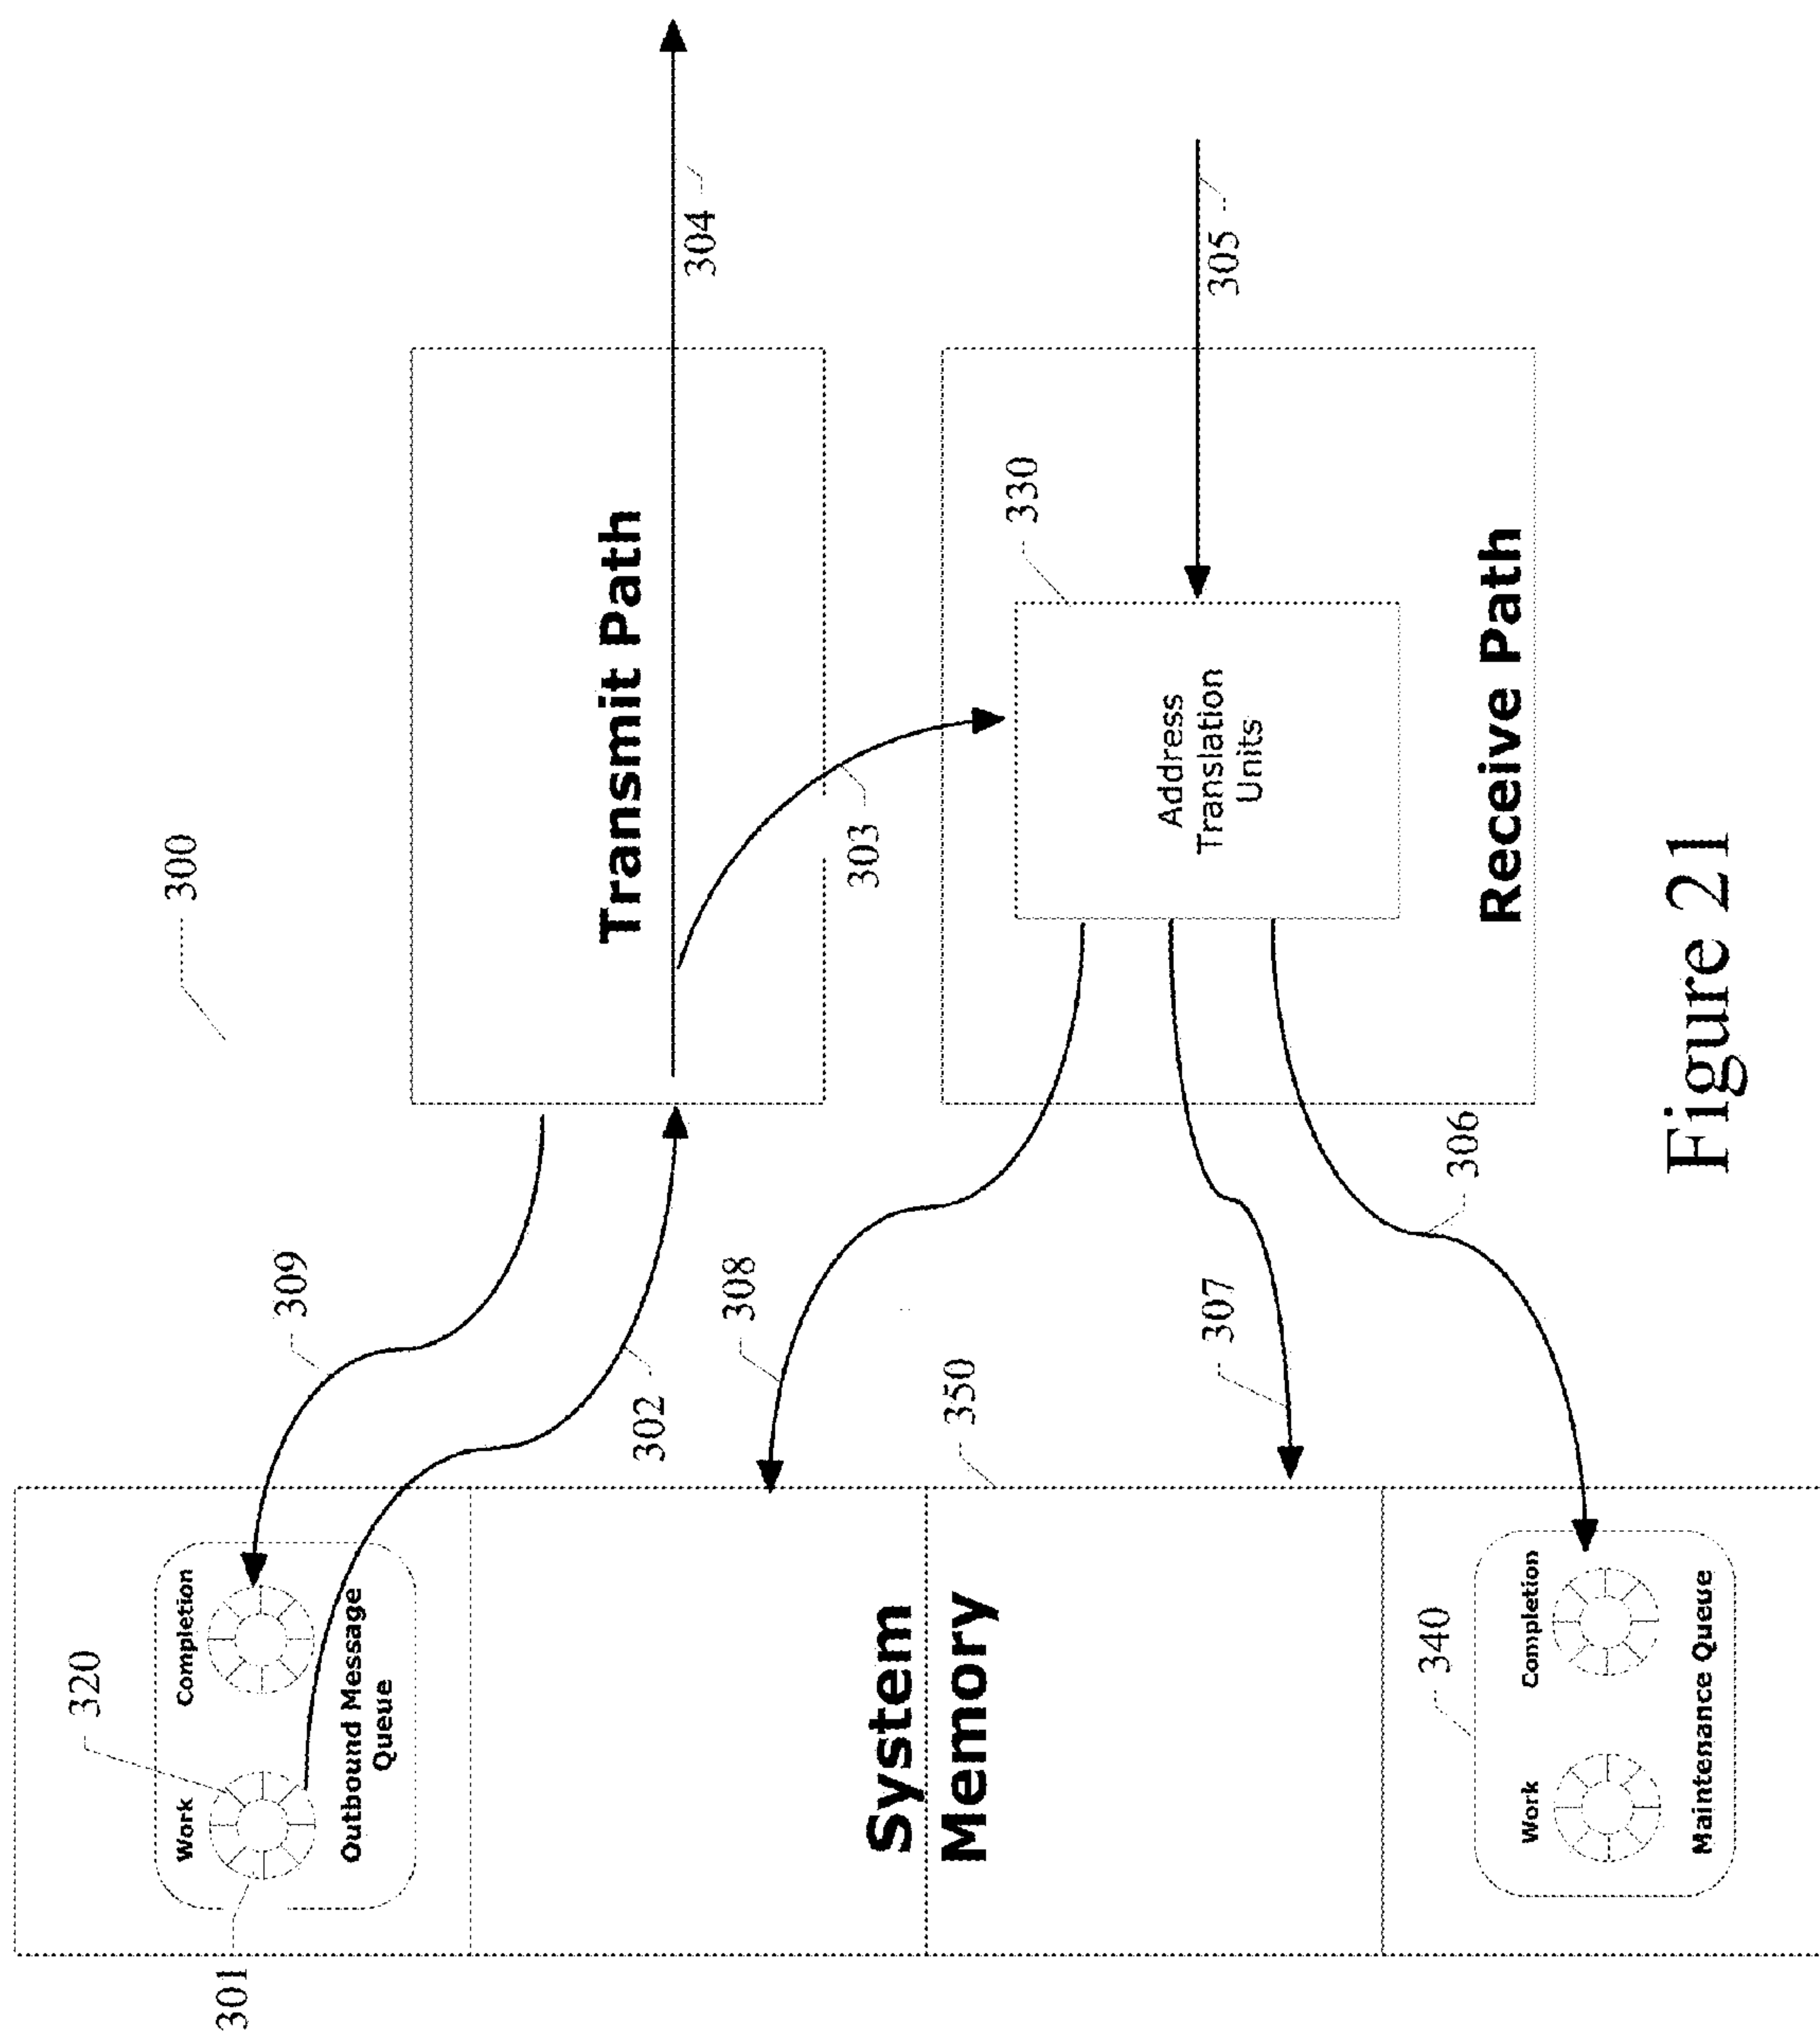 300
320
301
Work
Completion
Outbound Message
Queue
309
302
Transmit Path
304
303
308
350
System
Memory
307
330
Address
Translation
Units
305
Receive Path
306
340
Work
Completion
Maintenance Queue
Figure 21